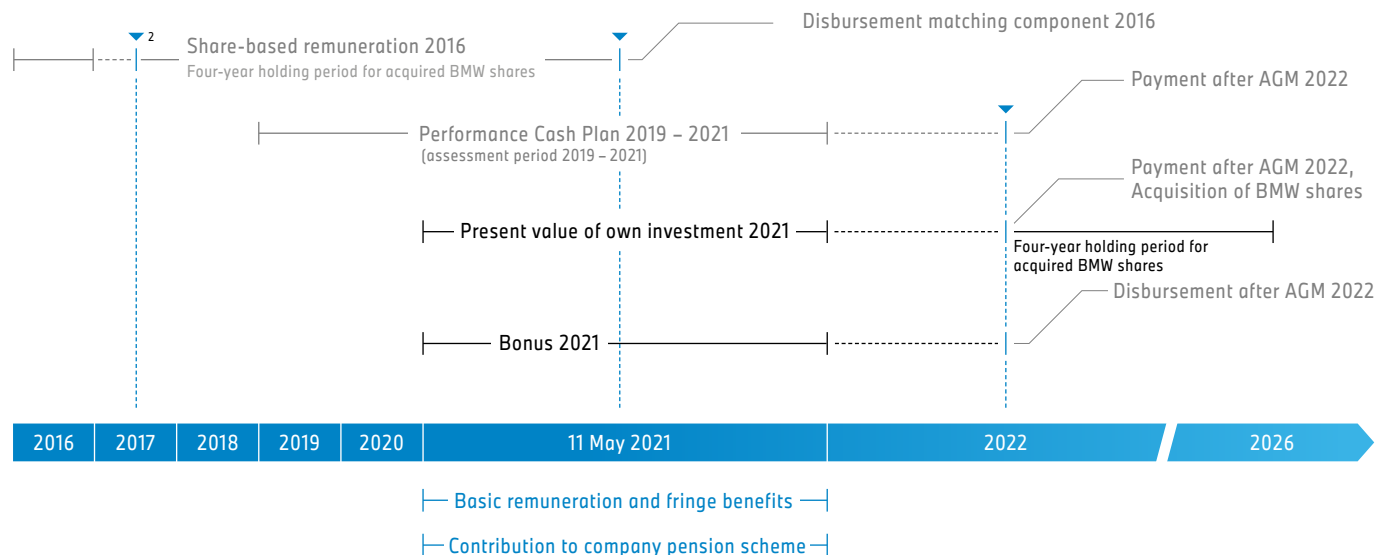 Disbursement matching component 2016
2
Share-based remuneration 2016
Four-year holding period for acquired BMW shares
Payment after AGM 2022
Performance Cash Plan 2019 – 2021
(assessment period 2019 – 2021)
Payment after AGM 2022,
Acquisition of BMW shares
Present value of own investment 2021
Four-year holding period for
acquired BMW shares
Disbursement after AGM 2022
Bonus 2021
2016 2017 2018 2019 2020 11 May 2021 2022 2026
Basic remuneration and fringe benefits
Contribution to company pension scheme